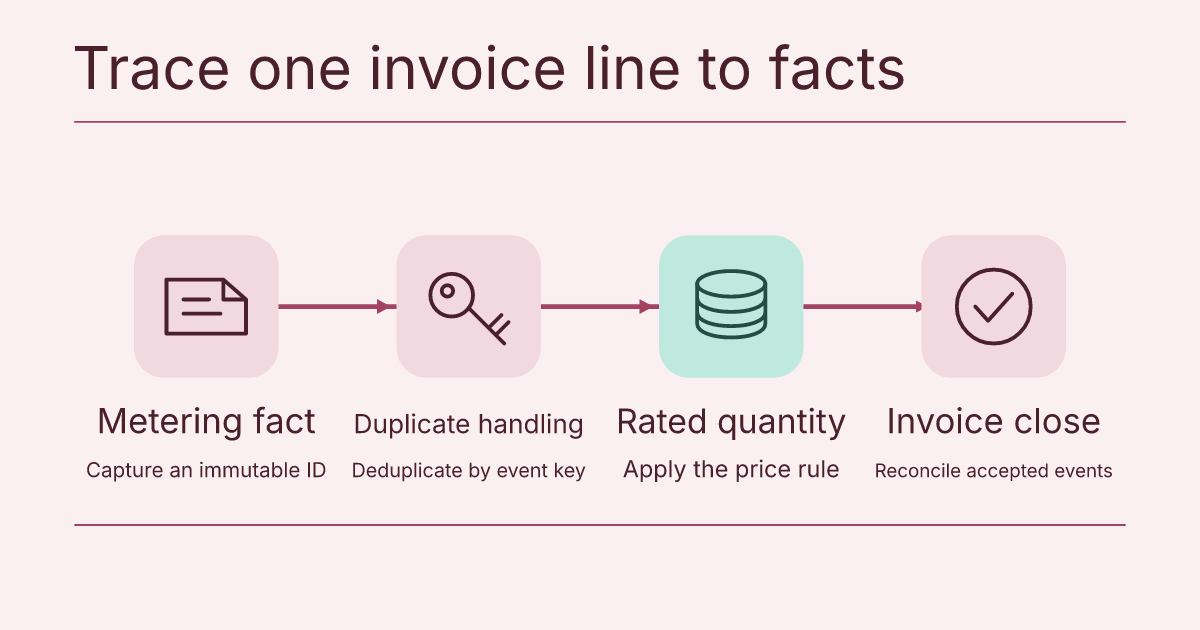 Trace one invoice line to facts
Metering fact
Capture an immutable ID
Duplicate handling
Deduplicate by event key
Rated quantity
Apply the price rule
Invoice close
Reconcile accepted events